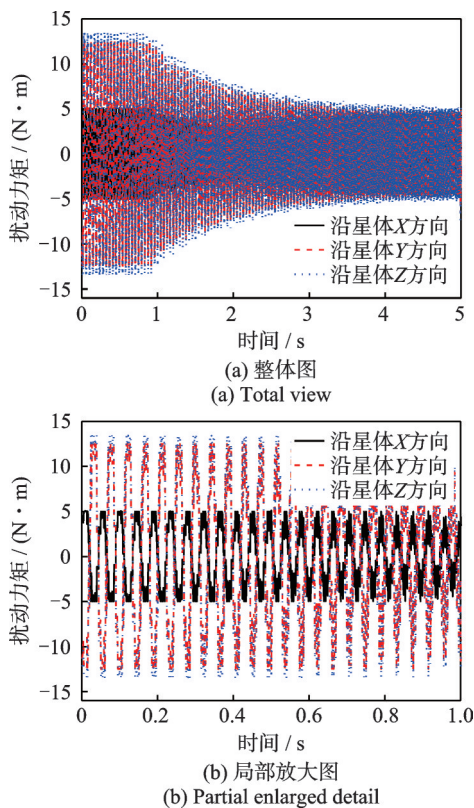 15
10
5
0
−5
−10
−15
扰动力矩 / (N・m)
沿星体X方向
沿星体Y方向
沿星体Z方向
0 1 2 3 4 5
时间 / s
(a) 整体图
(a) Total view
15
10
5
0
−5
−10
−15
扰动力矩 / (N・m)
沿星体X方向
沿星体Y方向
沿星体Z方向
0 0.2 0.4 0.6 0.8 1.0
时间 / s
(b) 局部放大图
(b) Partial enlarged detail